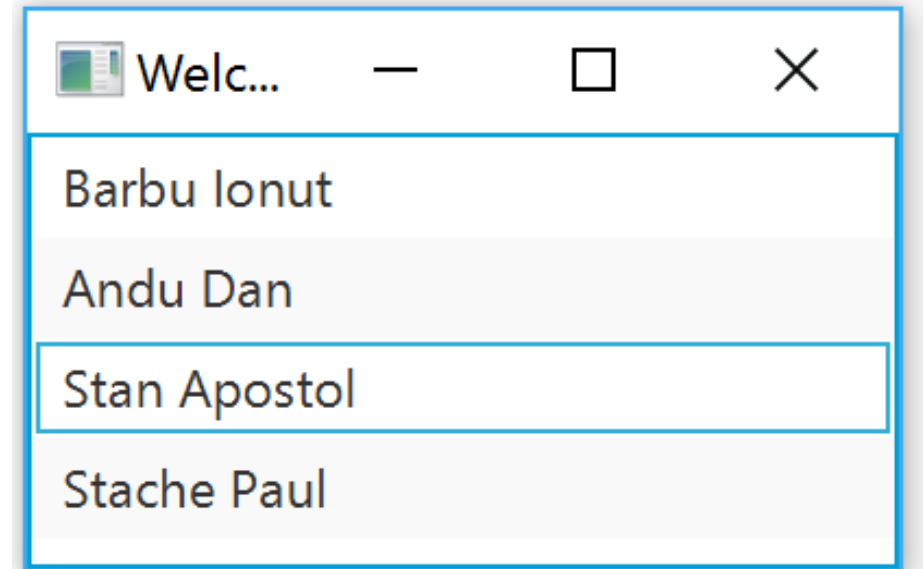 Welc...
Barbu Ionut
Andu Dan
Stan Apostol
Stache Paul